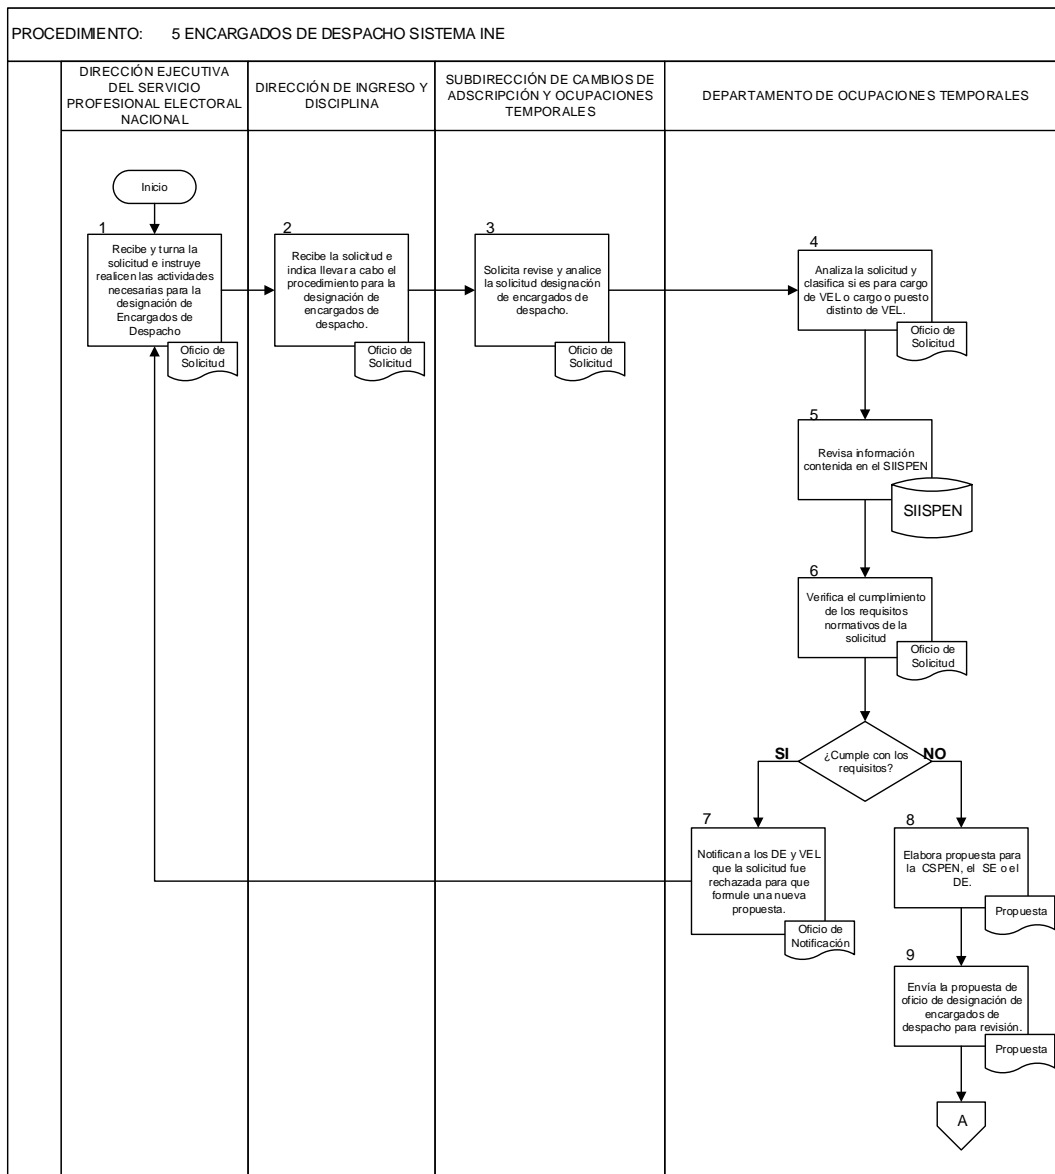 PROCEDIMIENTO: 5 ENCARGADOS DE DESPACHO SISTEMA INE
DIRECCIÓN EJECUTIVA
DEL SERVICIO
PROFESIONAL ELECTORAL
NACIONAL
DIRECCIÓN DE INGRESO Y
DISCIPLINA
SUBDIRECCIÓN DE CAMBIOS DE
ADSCRIPCIÓN Y OCUPACIONES
TEMPORALES
DEPARTAMENTO DE OCUPACIONES TEMPORALES
Inicio
1
Recibe y turna la
solicitud e instruye
realicen las actividades
necesarias para la
designación de
Encargados de
Despacho
Oficio de
Solicitud
2
Recibe la solicitud e
indica llevar a cabo el
procedimiento para la
designación de
encargados de
despacho.
Oficio de
Solicitud
3
Solicita revise y analice
la solicitud designación
de encargados de
despacho.
Oficio de
Solicitud
4
Analiza la solicitud y
clasifica si es para cargo
de VEL o cargo o puesto
distinto de VEL.
Oficio de
Solicitud
5
Revisa información
contenida en el SIISPEN
SIISPEN
6
Verifica el cumplimiento
de los requisitos
normativos de la
solicitud
Oficio de
Solicitud
¿Cumple con los
requisitos?
SI
NO
7
Notifican a los DE y VEL
que la solicitud fue
rechazada para que
formule una nueva
propuesta.
Oficio de
Notificación
8
Elabora propuesta para
la CSPEN, el SE o el
DE.
Propuesta
9
Envía la propuesta de
oficio de designación de
encargados de
despacho para revisión.
Propuesta
A